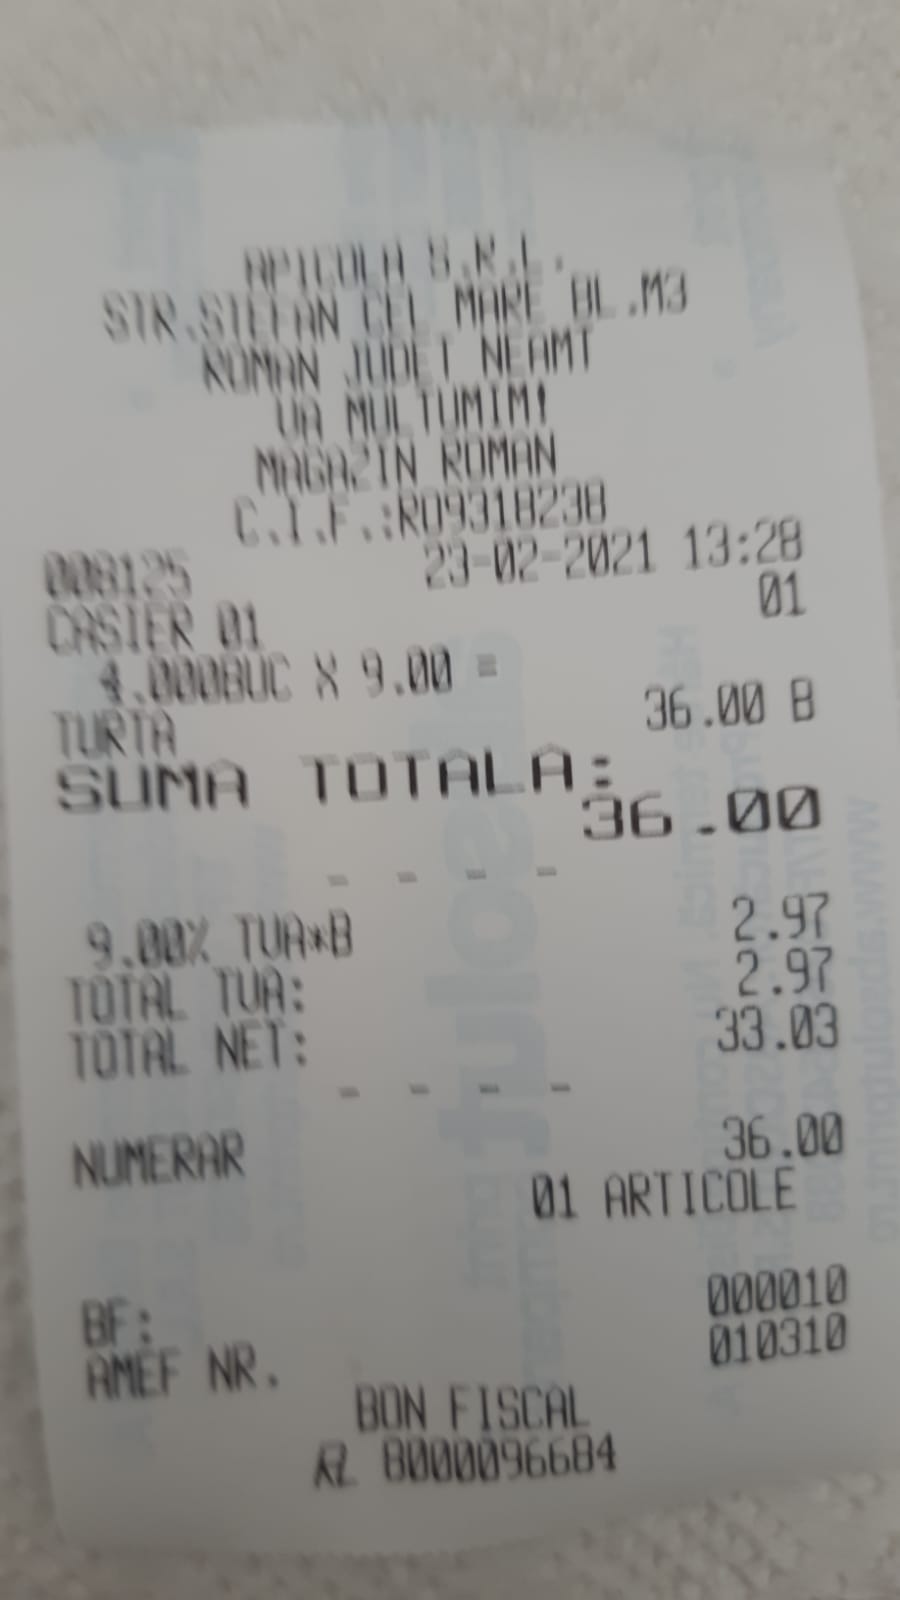 APICOLA S.R.L.
STR.STEFAN CEL MARE BL.M3
ROMAN JUDET NEAMT
VA MULTUMIM!
MAGAZIN ROMAN
C.I.F.:RO9318238
008125 23-02-2021 13:28
CASIER 01 01
4.000BUC X 9.00 =
TURTA 36.00 B
SUMA TOTALA:
36.00
- - - -
9.00% TVA*B 2.97
TOTAL TVA: 2.97
TOTAL NET: 33.03
- - - -
NUMERAR 36.00
01 ARTICOLE
BF: 000010
AMEF NR. 010310
BON FISCAL
8000096684